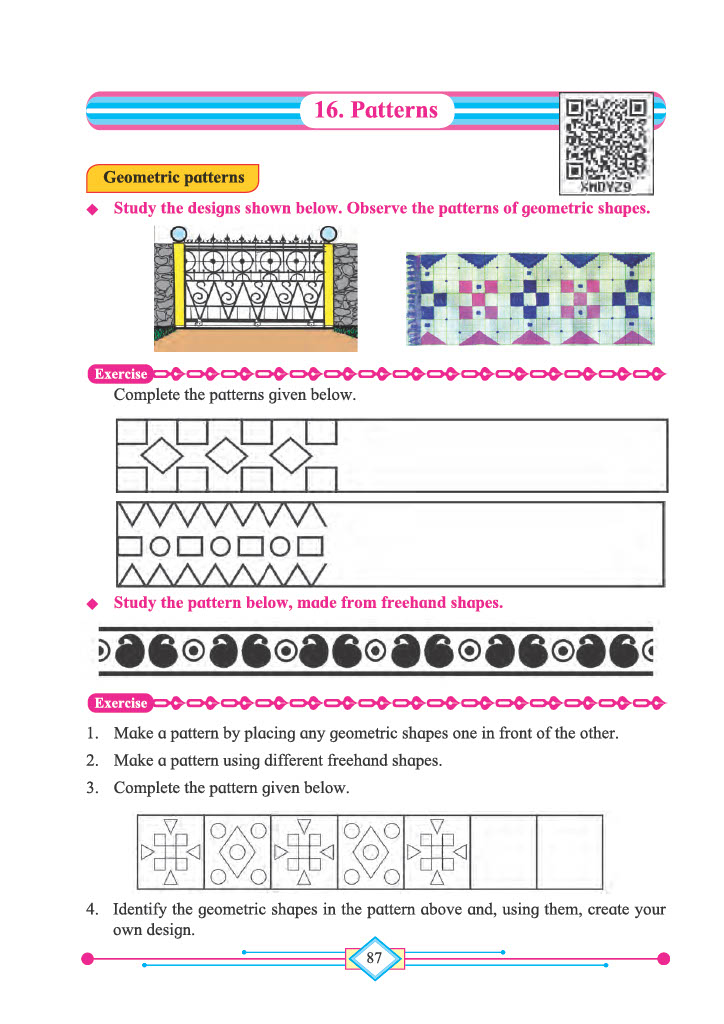 16. Patterns
XMDYZ9
Geometric patterns
Study the designs shown below. Observe the patterns of geometric shapes.
Exercise
Complete the patterns given below.
Study the pattern below, made from freehand shapes.
Exercise
1. Make a pattern by placing any geometric shapes one in front of the other.
2. Make a pattern using different freehand shapes.
3. Complete the pattern given below.
4. Identify the geometric shapes in the pattern above and, using them, create your
own design.
87